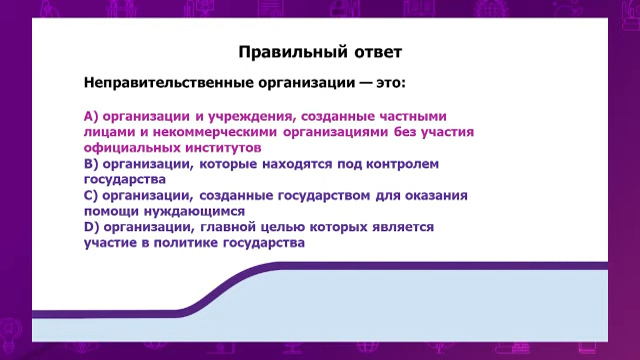 Правильный ответ
Неправительственные организации — это:
A) организации и учреждения, созданные частными
лицами и некоммерческими организациями без участия
официальных институтов
B) организации, которые находятся под контролем
государства
C) организации, созданные государством для оказания
помощи нуждающимся
D) организации, главной целью которых является
участие в политике государства